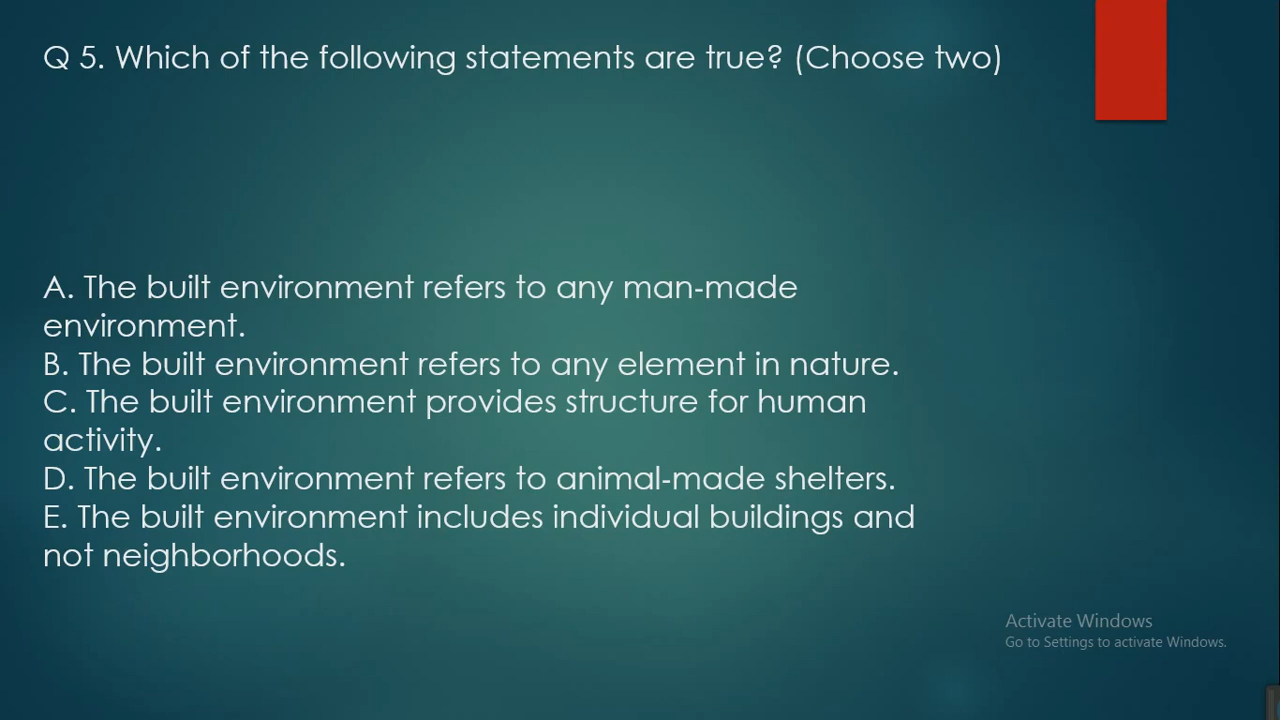 Q 5. Which of the following statements are true? (Choose two)
A. The built environment refers to any man-made
environment.
B. The built environment refers to any element in nature.
C. The built environment provides structure for human
activity.
D. The built environment refers to animal-made shelters.
E. The built environment includes individual buildings and
not neighborhoods.
Activate Windows
Go to Settings to activate Windows.